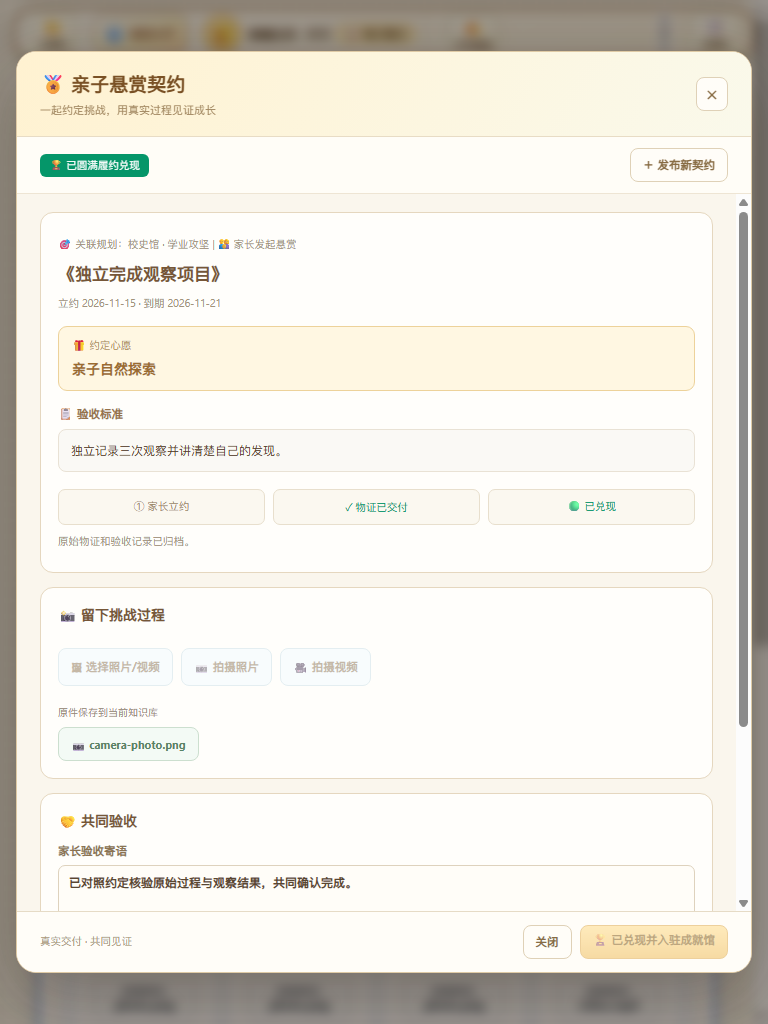 亲子悬赏契约
一起约定挑战，用真实过程见证成长
×
已圆满履约兑现
＋ 发布新契约
关联规划：校史馆 · 学业攻坚 | 家长发起悬赏
《独立完成观察项目》
立约 2026-11-15 · 到期 2026-11-21
约定心愿
亲子自然探索
验收标准
独立记录三次观察并讲清楚自己的发现。
① 家长立约
✓ 物证已交付
已兑现
原始物证和验收记录已归档。
留下挑战过程
选择照片/视频
拍摄照片
拍摄视频
原件保存到当前知识库
camera-photo.png
共同验收
家长验收寄语
已对照约定核验原始过程与观察结果，共同确认完成。
真实交付 · 共同见证
关闭
已兑现并入驻成就馆